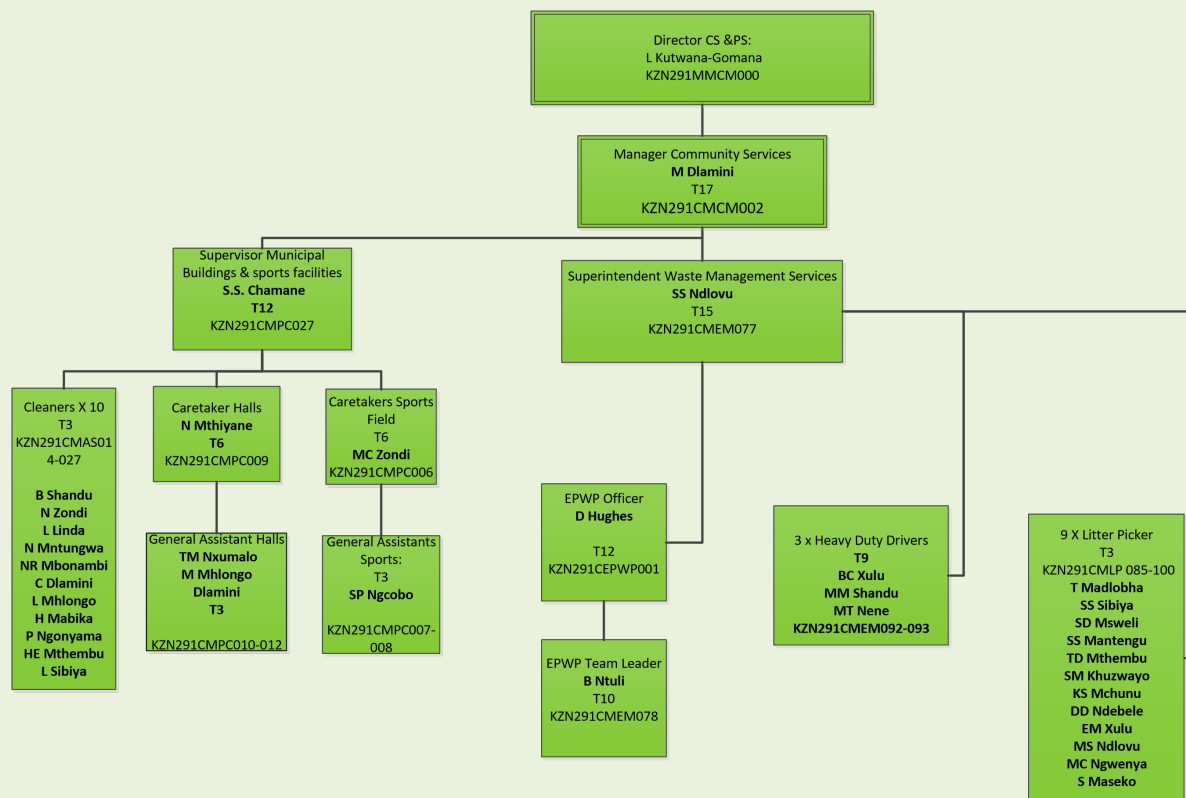 Director CS &PS:
L Kutwana-Gomana
KZN291MMCM000
Manager Community Services
M Dlamini
T17
KZN291CMCM002
Supervisor Municipal
Buildings & sports facilities
S.S. Chamane
T12
KZN291CMPC027
Superintendent Waste Management Services
SS Ndlovu
T15
KZN291CMEM077
Cleaners X 10
T3
KZN291CMAS01
4-027
B Shandu
N Zondi
L Linda
N Mntungwa
NR Mbonambi
C Dlamini
L Mhlongo
H Mabika
P Ngonyama
HE Mthembu
L Sibiya
Caretaker Halls
N Mthiyane
T6
KZN291CMPC009
Caretakers Sports
Field
T6
MC Zondi
KZN291CMPC006
General Assistant Halls
TM Nxumalo
M Mhlongo
Dlamini
T3
KZN291CMPC010-012
General Assistants
Sports:
T3
SP Ngcobo
KZN291CMPC007-
008
EPWP Officer
D Hughes
T12
KZN291CEPWP001
EPWP Team Leader
B Ntuli
T10
KZN291CMEM078
3 x Heavy Duty Drivers
T9
BC Xulu
MM Shandu
MT Nene
KZN291CMEM092-093
9 X Litter Picker
T3
KZN291CMLP 085-100
T Madlobha
SS Sibiya
SD Msweli
SS Mantengu
TD Mthembu
SM Khuzwayo
KS Mchunu
DD Ndebele
EM Xulu
MS Ndlovu
MC Ngwenya
S Maseko